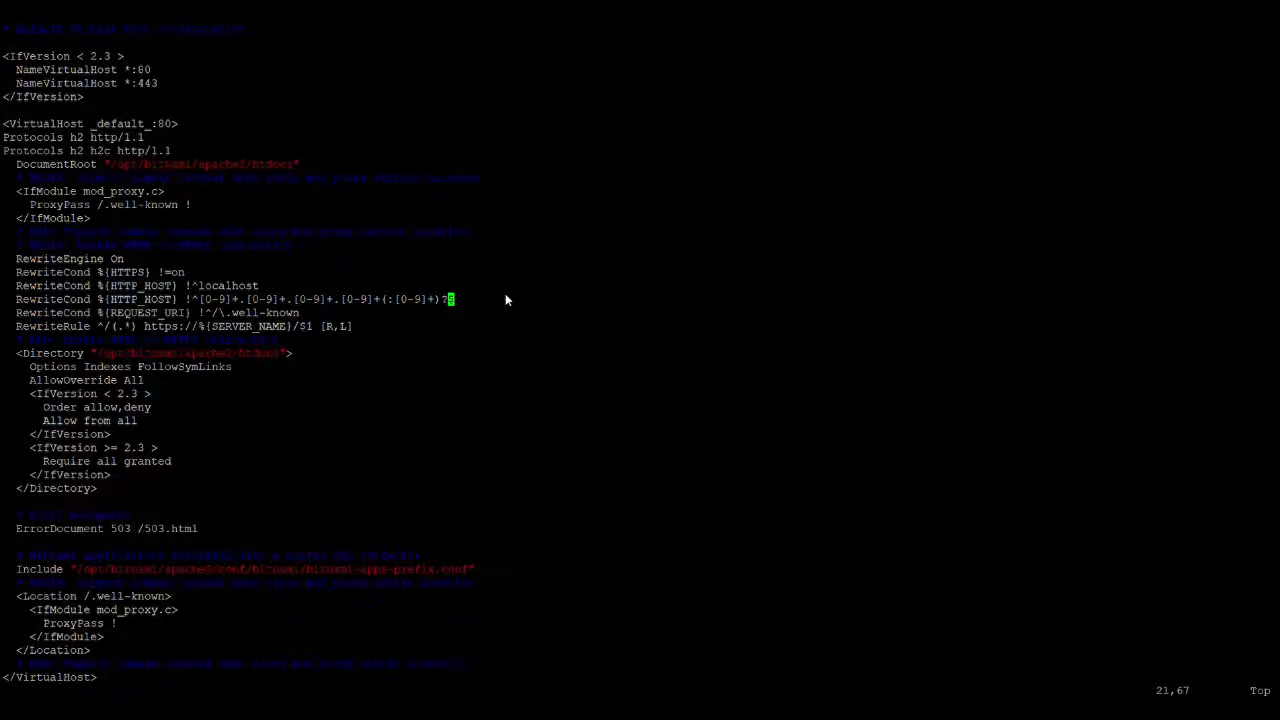 # Default Virtual Host configuration.
<IfVersion < 2.3 >
NameVirtualHost *:80
NameVirtualHost *:443
</IfVersion>
<VirtualHost _default_:80>
Protocols h2 http/1.1
Protocols h2 h2c http/1.1
DocumentRoot "/opt/bitnami/apache2/htdocs"
<IfModule mod_proxy.c>
ProxyPass /.well-known !
</IfModule>
RewriteEngine On
RewriteCond %{HTTPS} !=on
RewriteCond %{HTTP_HOST} !^localhost
RewriteCond %{HTTP_HOST} !^[0-9]+.[0-9]+.[0-9]+.[0-9]+(:[0-9]+)?$
RewriteCond %{REQUEST_URI} !^/\.well-known
RewriteRule ^/(.*) https://%{SERVER_NAME}/$1 [R,L]
<Directory "/opt/bitnami/apache2/htdocs">
Options Indexes FollowSymLinks
AllowOverride All
<IfVersion < 2.3 >
Order allow,deny
Allow from all
</IfVersion>
<IfVersion >= 2.3 >
Require all granted
</IfVersion>
</Directory>
# Error Documents
ErrorDocument 503 /503.html
Include "/opt/bitnami/apache2/conf/bitnami/bitnami-apps-prefix.conf"
<Location /.well-known>
<IfModule mod_proxy.c>
ProxyPass !
</IfModule>
</Location>
</VirtualHost>
21,67 Top